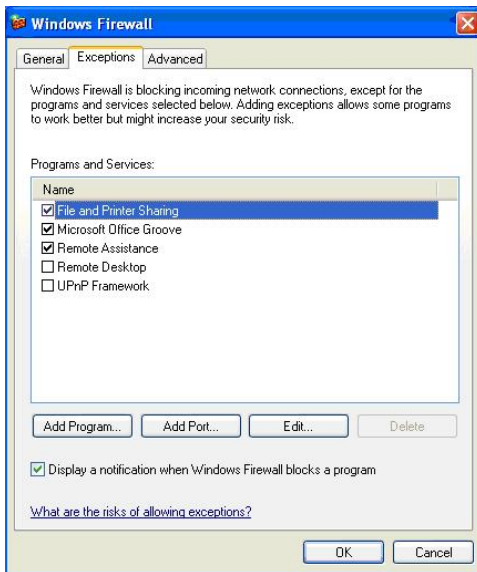 Windows Firewall
General Exceptions Advanced
Windows Firewall is blocking incoming network connections, except for the
programs and services selected below. Adding exceptions allows some programs
to work better but might increase your security risk.
Programs and Services:
Name
File and Printer Sharing
Microsoft Office Groove
Remote Assistance
Remote Desktop
UPnP Framework
Add Program... Add Port... Edit... Delete
Display a notification when Windows Firewall blocks a program
What are the risks of allowing exceptions?
OK Cancel